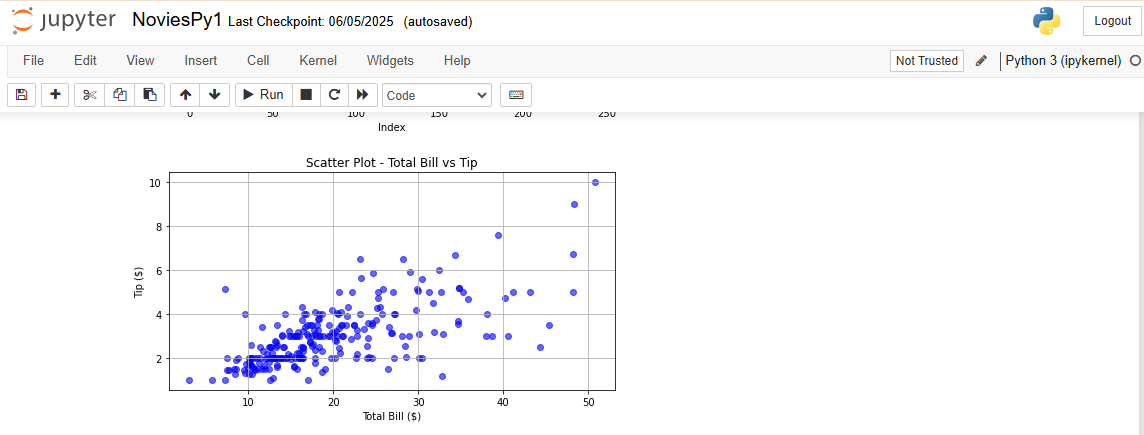 jupyter NoviesPy1 Last Checkpoint: 06/05/2025 (autosaved) Logout
File Edit View Insert Cell Kernel Widgets Help Not Trusted Python 3 (ipykernel)
Run Code
0 50 100 150 200 250
Index
Scatter Plot - Total Bill vs Tip
10
8
6
4
2
Tip ($)
10 20 30 40 50
Total Bill ($)